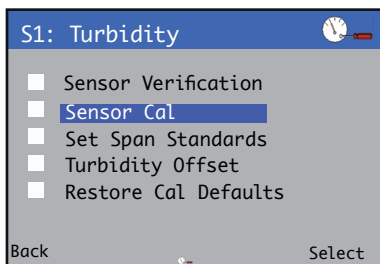 S1: Turbidity
Sensor Verification
Sensor Cal
Set Span Standards
Turbidity Offset
Restore Cal Defaults
Back Select